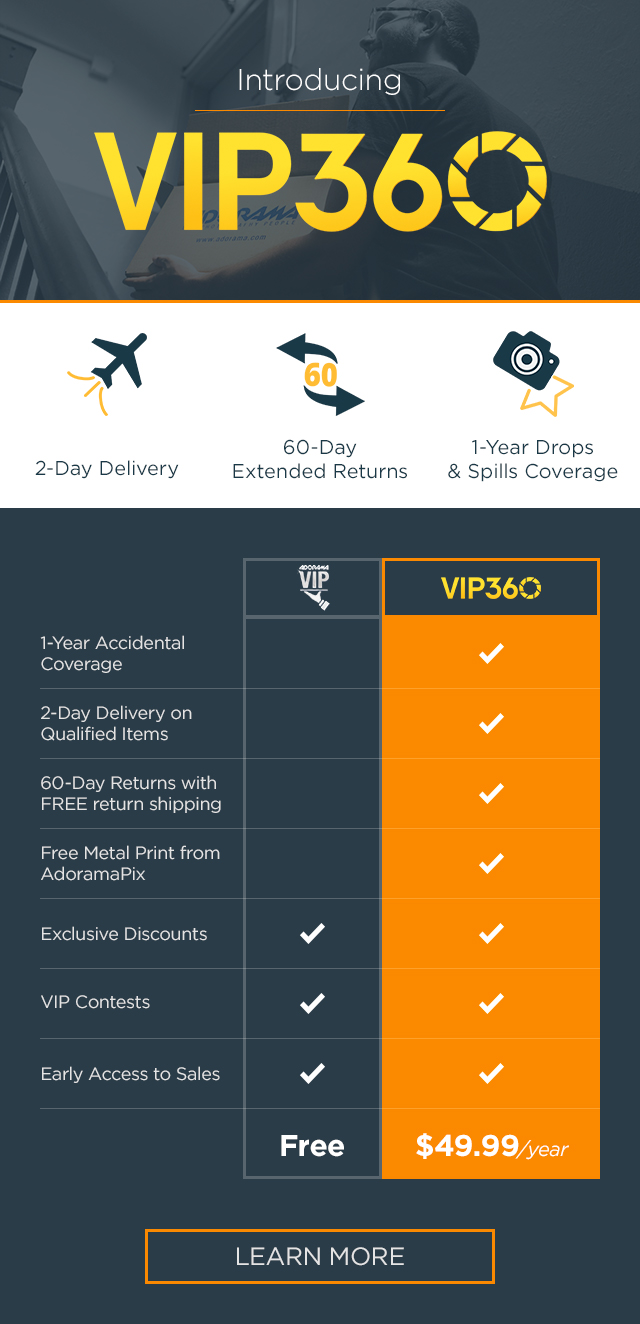 Introducing
VIP360
ADORAMA
www.adorama.com
2-Day Delivery
60
60-Day
Extended Returns
1-Year Drops
& Spills Coverage
ADORAMA
VIP
VIP360
1-Year Accidental
Coverage
2-Day Delivery on
Qualified Items
60-Day Returns with
FREE return shipping
Free Metal Print from
AdoramaPix
Exclusive Discounts
VIP Contests
Early Access to Sales
Free
$49.99/year
LEARN MORE